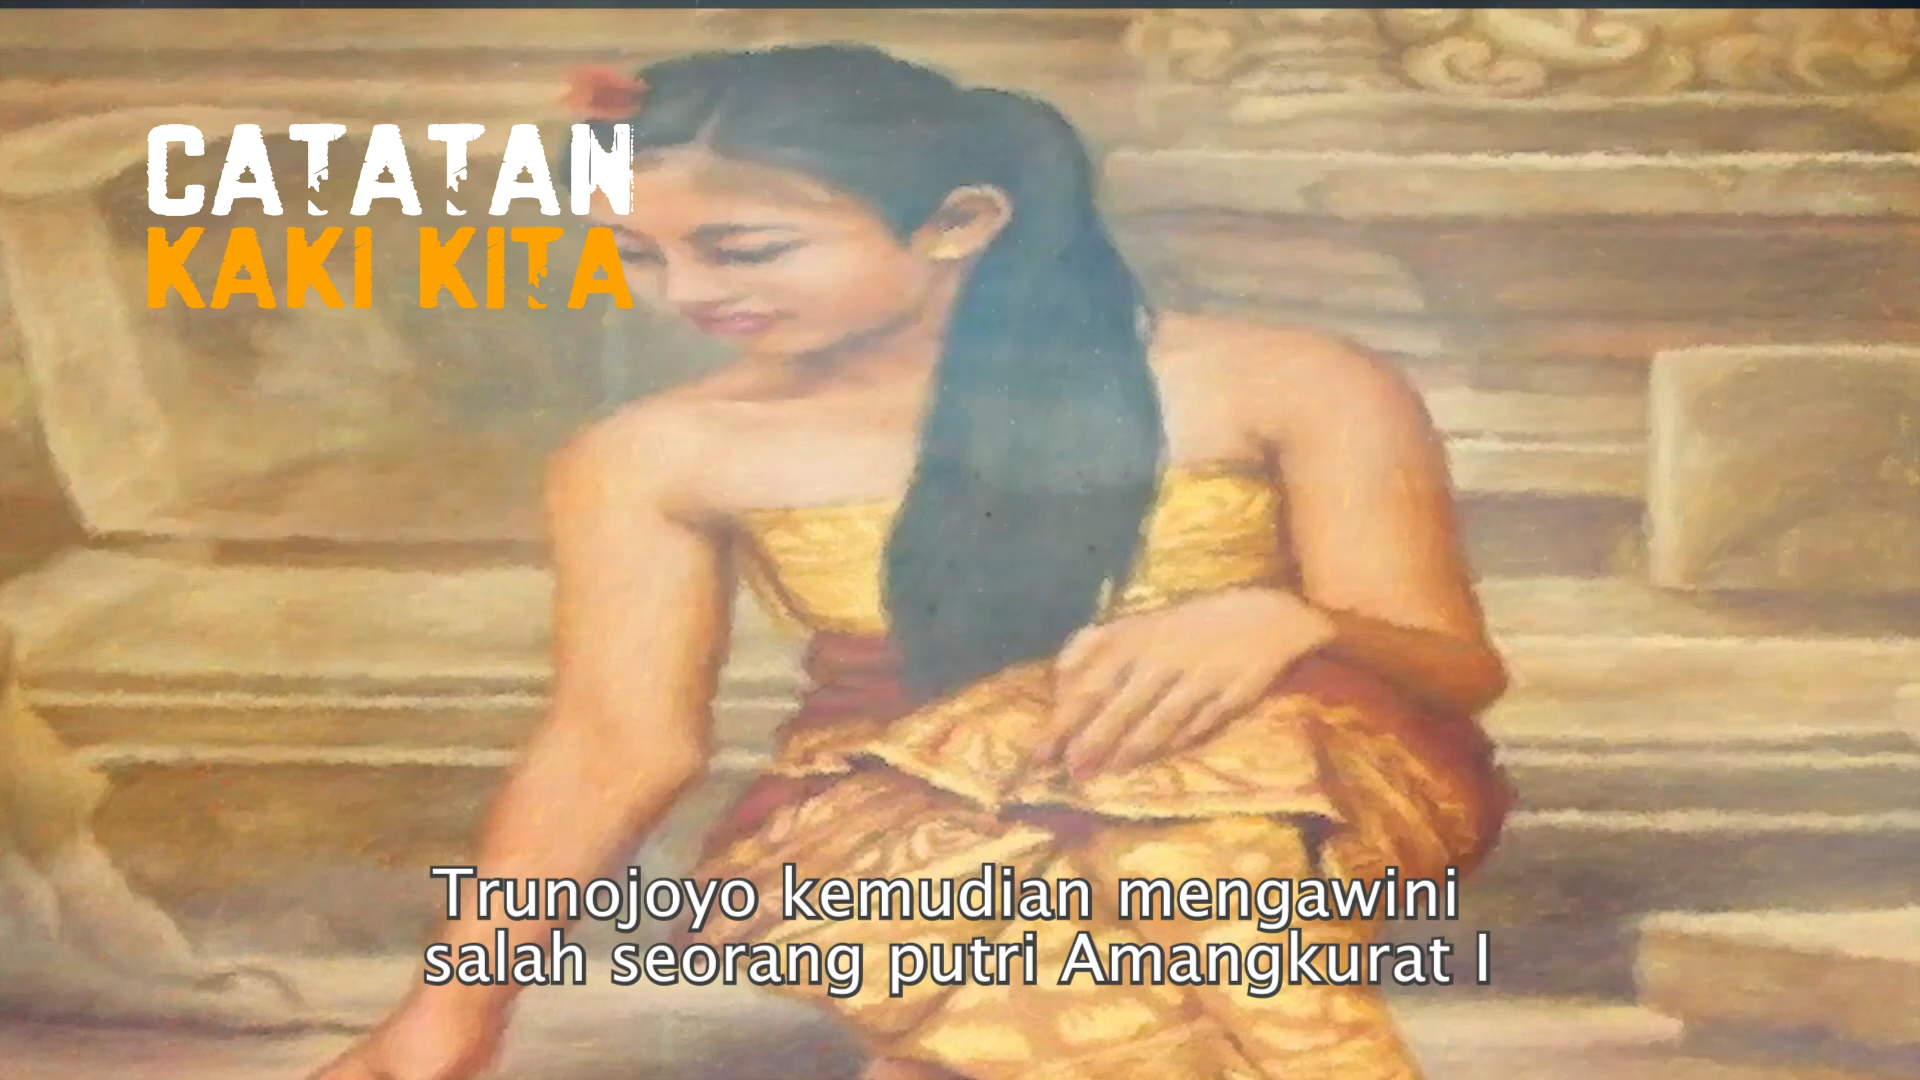 CATATAN
KAKI KITA
Trunojoyo kemudian mengawini
salah seorang putri Amangkurat I